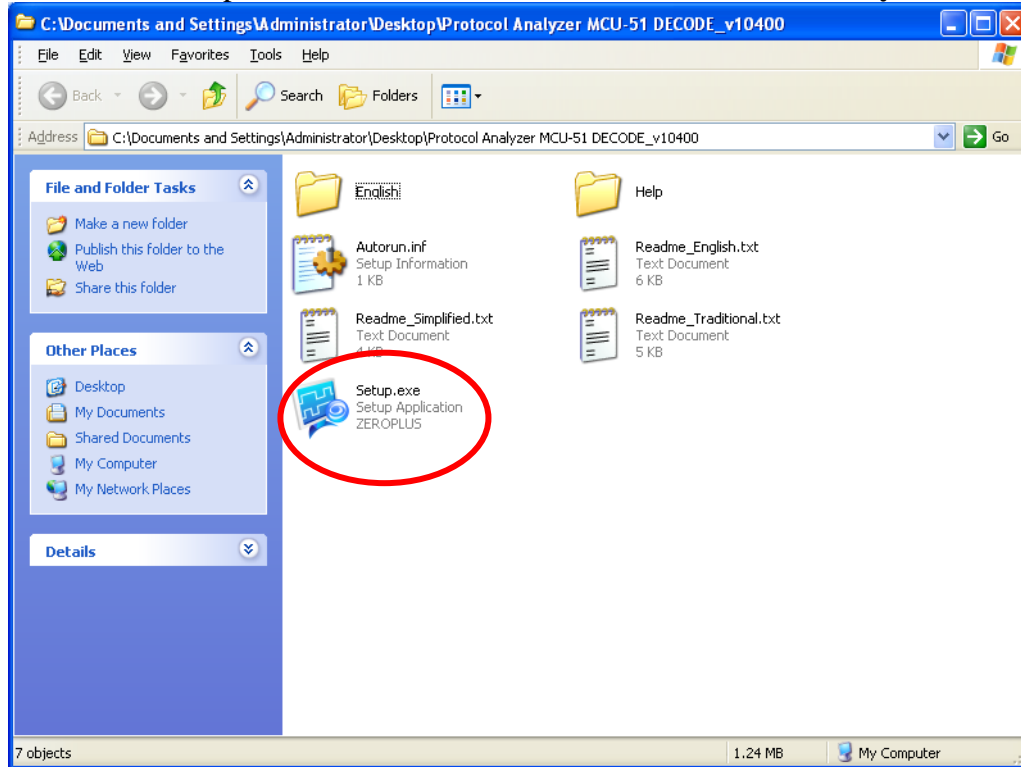 C:\Documents and Settings\Administrator\Desktop\Protocol Analyzer MCU-51 DECODE_v10400
File Edit View Favorites Tools Help
Back Search Folders
Address C:\Documents and Settings\Administrator\Desktop\Protocol Analyzer MCU-51 DECODE_v10400 Go
File and Folder Tasks
Make a new folder
Publish this folder to the
Web
Share this folder
Other Places
Desktop
My Documents
Shared Documents
My Computer
My Network Places
Details
English
Help
Autorun.inf
Setup Information
1 KB
Readme_English.txt
Text Document
6 KB
Readme_Simplified.txt
Text Document
4 KB
Readme_Traditional.txt
Text Document
5 KB
Setup.exe
Setup Application
ZEROPLUS
7 objects 1.24 MB My Computer